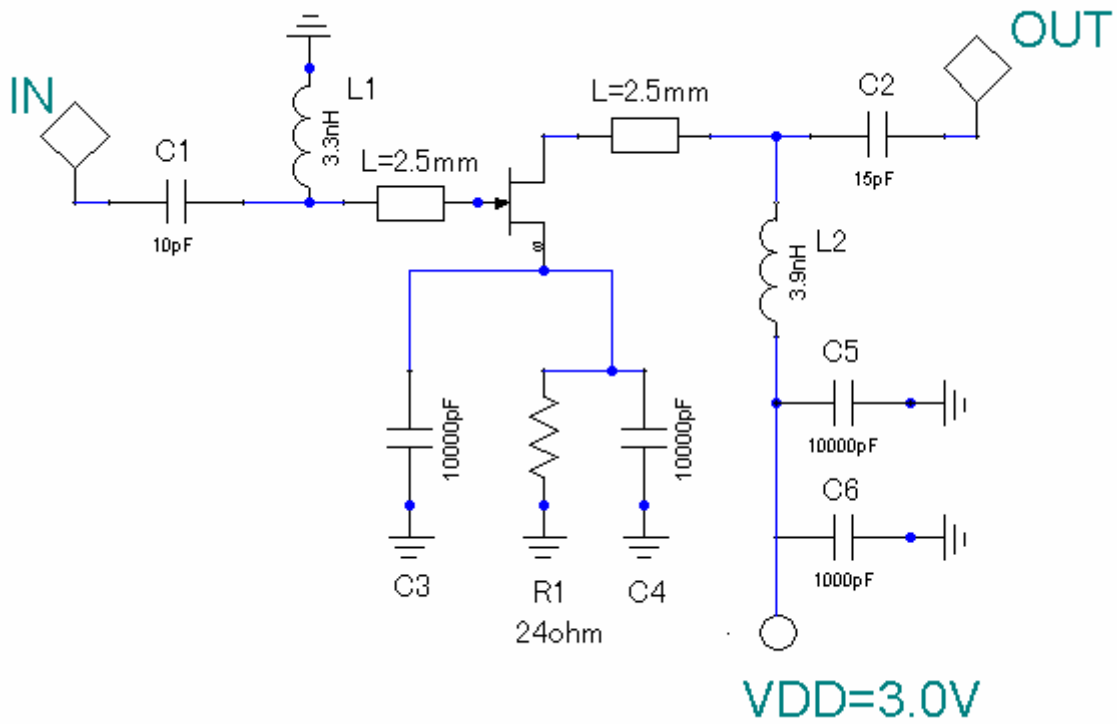 OUT
IN
L1
3.3nH
L=2.5mm
C2
15pF
C1
10pF
L=2.5mm
L2
3.9nH
C5
10000pF
C6
1000pF
10000pF
10000pF
C3
R1
24ohm
C4
VDD=3.0V